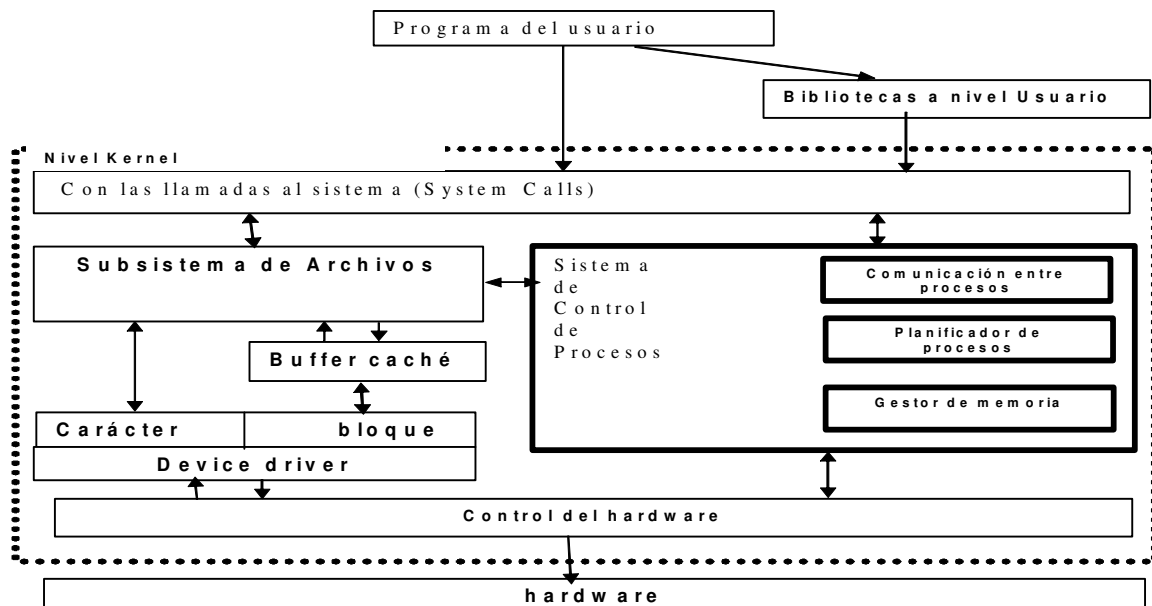 Programa del usuario
Bibliotecas a nivel Usuario
Nivel Kernel
Con las llamadas al sistema (System Calls)
Subsistema de Archivos
Sistema
de
Control
de
Procesos
Comunicación entre
procesos
Planificador de
procesos
Gestor de memoria
Buffer caché
Carácter
bloque
Device driver
Control del hardware
hardware